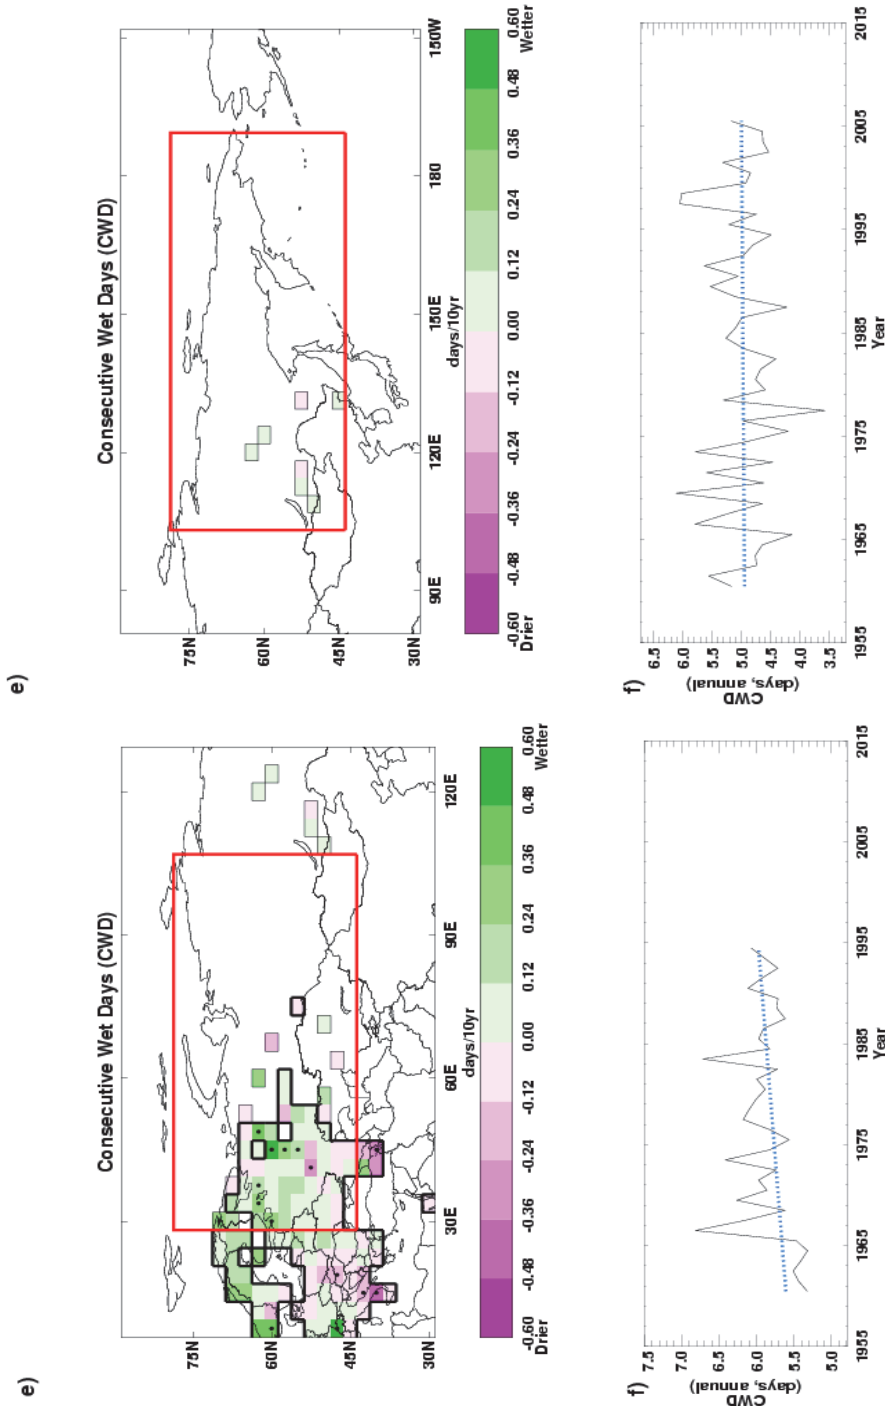 e)
Consecutive Wet Days (CWD)
75N
60N
45N
30N
30E
60E
90E
120E
days/10yr
-0.60
-0.48
-0.36
-0.24
-0.12
0.00
0.12
0.24
0.36
0.48
0.60
Drier
Wetter
f)
CWD
(days, annual)
7.5
7.0
6.5
6.0
5.5
5.0
1955
1965
1975
1985
1995
2005
2015
Year
e)
Consecutive Wet Days (CWD)
75N
60N
45N
30N
90E
120E
150E
180
150W
days/10yr
-0.60
-0.48
-0.36
-0.24
-0.12
0.00
0.12
0.24
0.36
0.48
0.60
Drier
Wetter
f)
CWD
(days, annual)
6.5
6.0
5.5
5.0
4.5
4.0
3.5
1955
1965
1975
1985
1995
2005
2015
Year